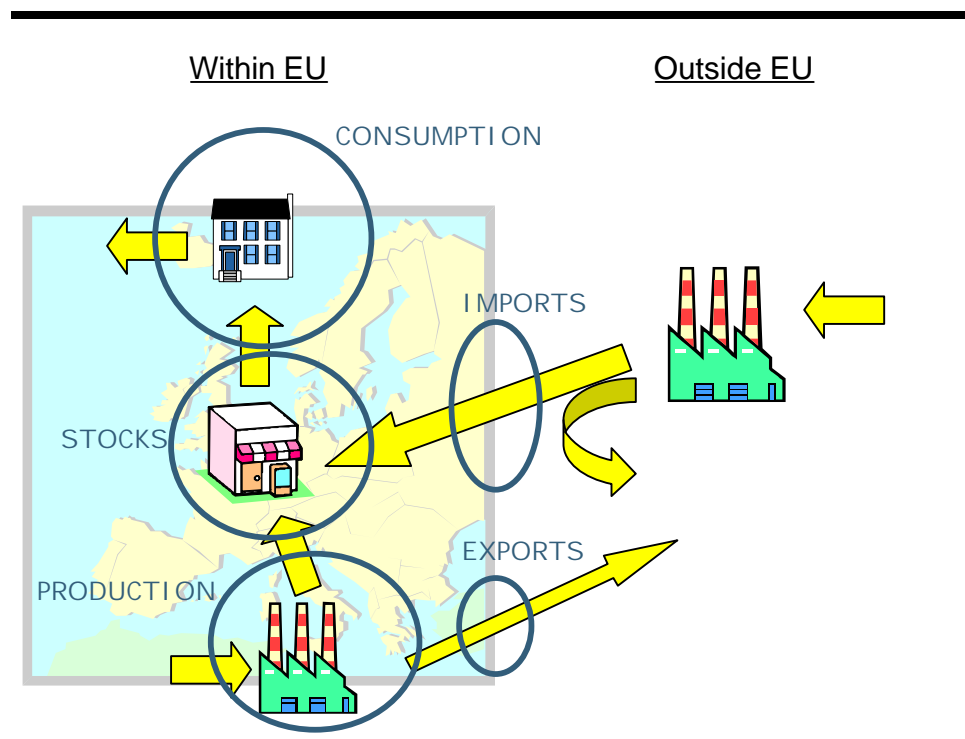 Within EU
Outside EU
CONSUMPTION
IMPORTS
STOCKS
EXPORTS
PRODUCTION